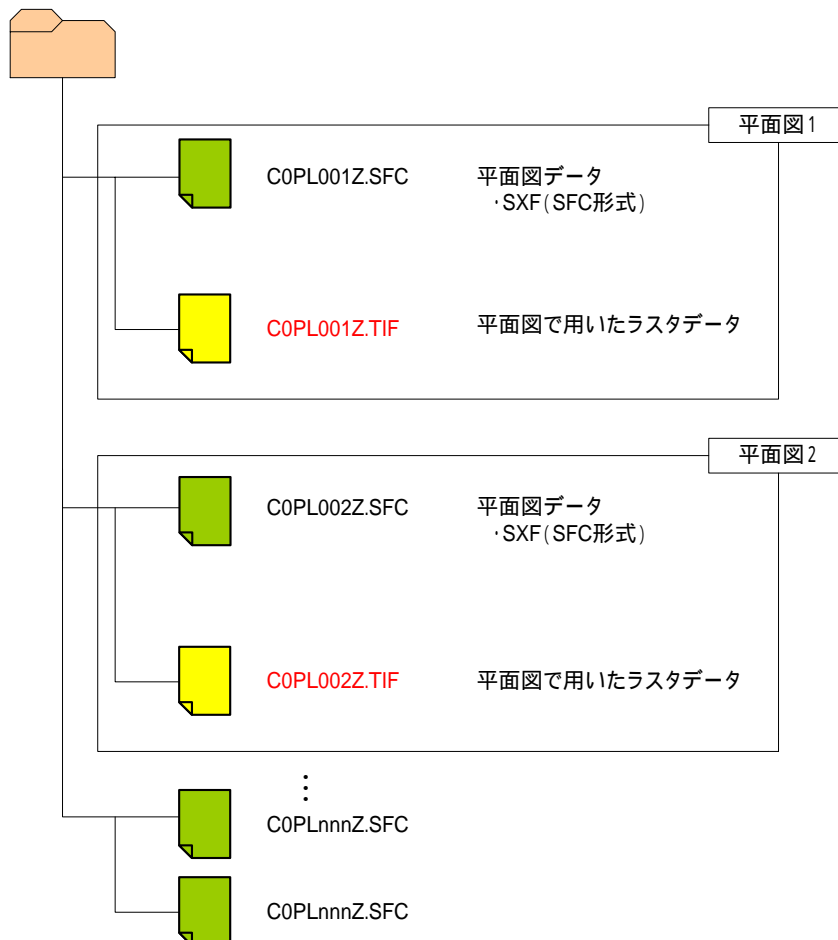 平面図1
C0PL001Z.SFC 平面図データ
・SXF(SFC形式)
C0PL001Z.TIF 平面図で用いたラスタデータ
平面図2
C0PL002Z.SFC 平面図データ
・SXF(SFC形式)
C0PL002Z.TIF 平面図で用いたラスタデータ
⋮
C0PLnnnZ.SFC
C0PLnnnZ.SFC